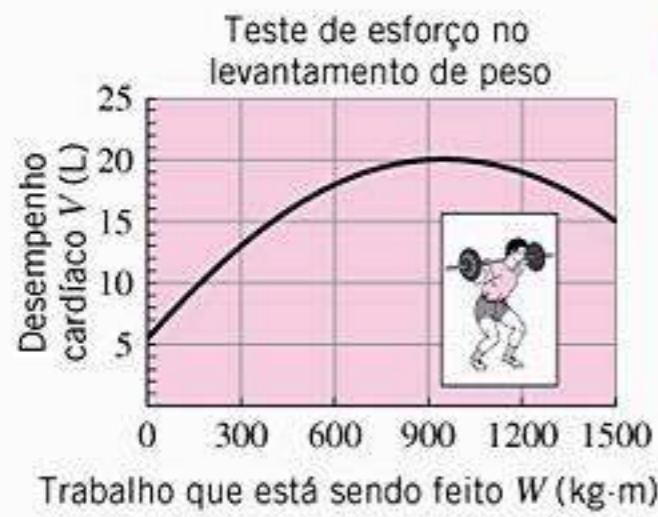 Teste de esforço no
levantamento de peso
Desempenho
cardíaco V (L)
25
20
15
10
5
0 300 600 900 1200 1500
Trabalho que está sendo feito W (kg-m)